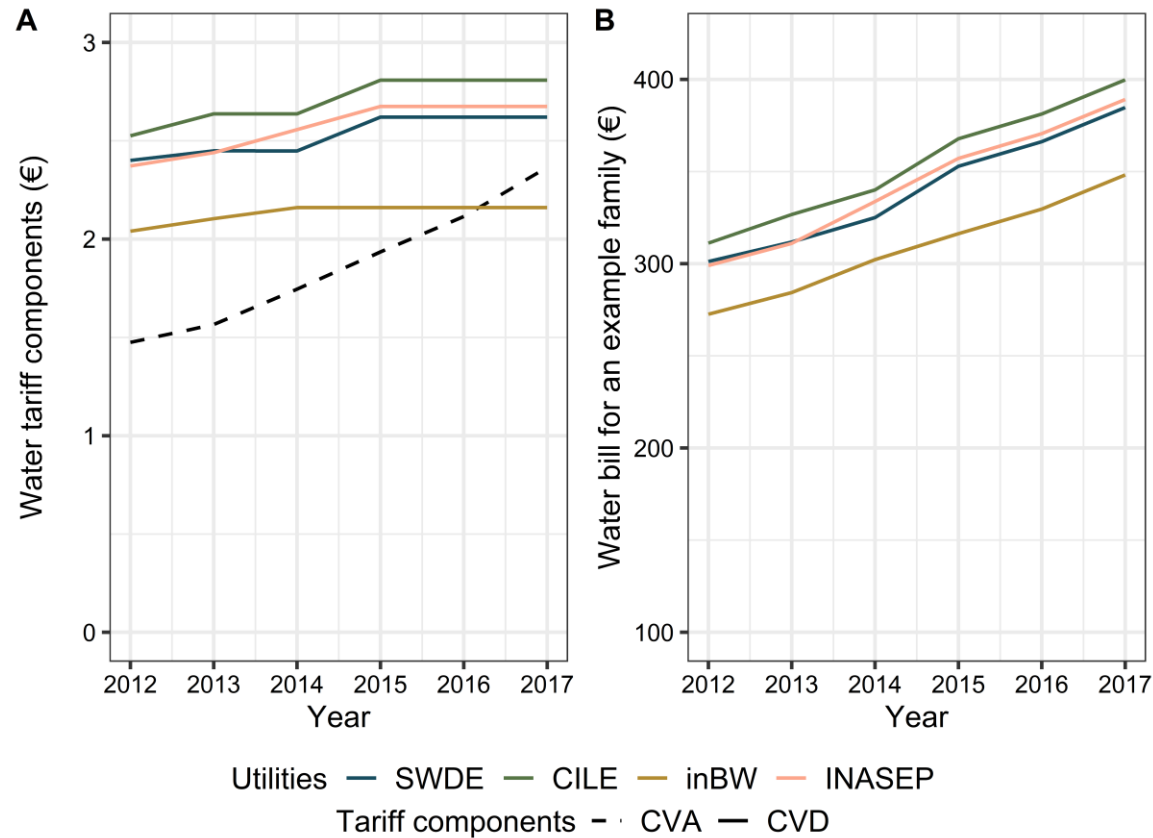 A
Water tariff components (€)
3
2
1
0
2012 2013 2014 2015 2016 2017
Year
B
Water bill for an example family (€)
400
300
200
100
2012 2013 2014 2015 2016 2017
Year
Utilities SWDE CILE inBW INASEP
Tariff components CVA CVD